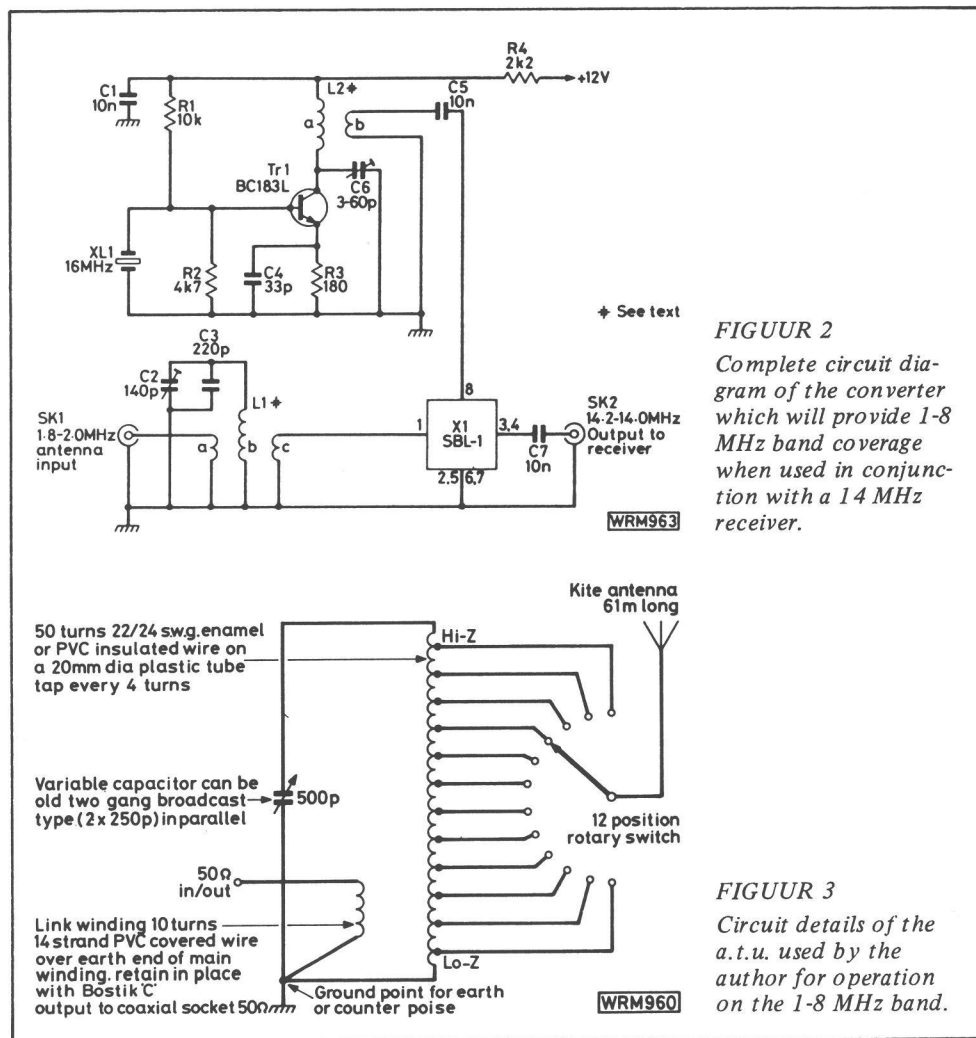 R4
2k2
+12V
C1
10n
R1
10k
L2*
a
b
C5
10n
Tr1
BC183L
C6
3-60p
XL1
16MHz
R2
4k7
C4
33p
R3
180
* See text
C3
220p
C2
140p
L1*
SK1
1·8-2·0MHz
antenna
input
a
b
c
1
8
X1
SBL-1
3,4
2,5
6,7
C7
10n
SK2
14·2-14·0MHz
Output to
receiver
WRM963
FIGUUR 2
Complete circuit dia-
gram of the converter
which will provide 1-8
MHz band coverage
when used in conjunc-
tion with a 14 MHz
receiver.
50 turns 22/24 s.w.g. enamel
or PVC insulated wire on
a 20mm dia plastic tube
tap every 4 turns
Hi-Z
Kite antenna
61m long
Variable capacitor can be
old two gang broadcast
type (2x250p) in parallel
500p
12 position
rotary switch
50Ω
in/out
Link winding 10 turns
14 strand PVC covered wire
over earth end of main
winding. retain in place
with Bostik 'C'
output to coaxial socket 50Ω
Lo-Z
Ground point for earth
or counter poise
WRM960
FIGUUR 3
Circuit details of the
a.t.u. used by the
author for operation
on the 1-8 MHz band.